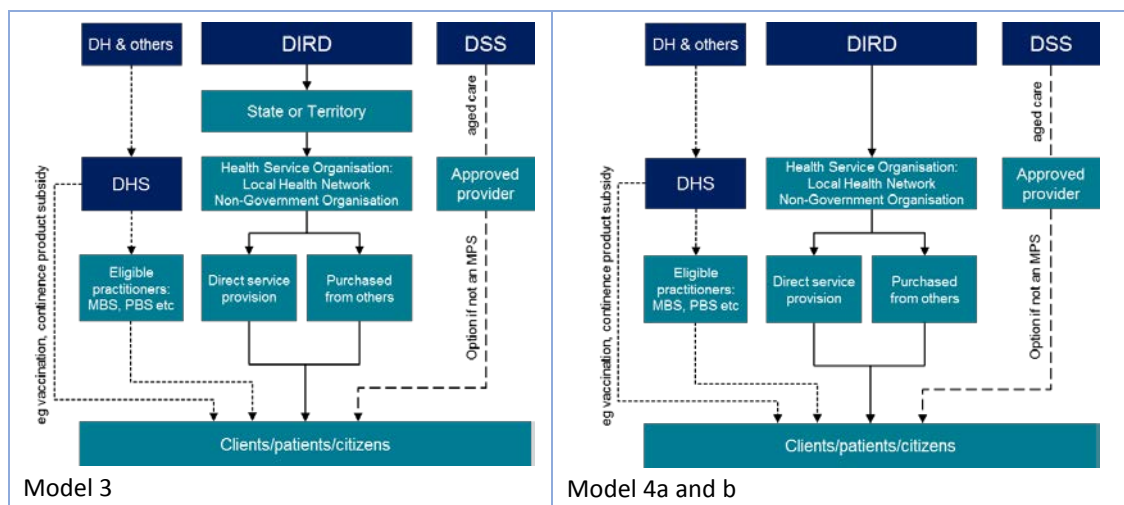 DH & others
DIRD
DSS
State or Territory
aged care
DHS
Health Service Organisation:
Local Health Network
Non-Government Organisation
Approved
provider
eg vaccination, continence product subsidy
Eligible
practitioners:
MBS, PBS etc
Direct service
provision
Purchased
from others
Option if not an MPS
Clients/patients/citizens
Model 3
DH & others
DIRD
DSS
aged care
DHS
Health Service Organisation:
Local Health Network
Non-Government Organisation
Approved
provider
eg vaccination, continence product subsidy
Eligible
practitioners:
MBS, PBS etc
Direct service
provision
Purchased
from others
Option if not an MPS
Clients/patients/citizens
Model 4a and b